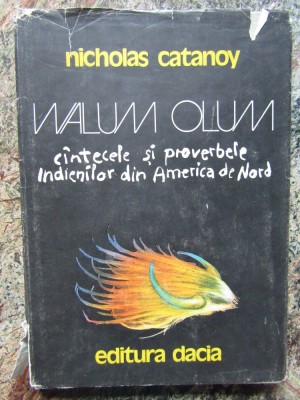 nicholas catanoy
WALUM OLUM
cîntecele și proverbele
Indienilor din America de Nord
editura dacia